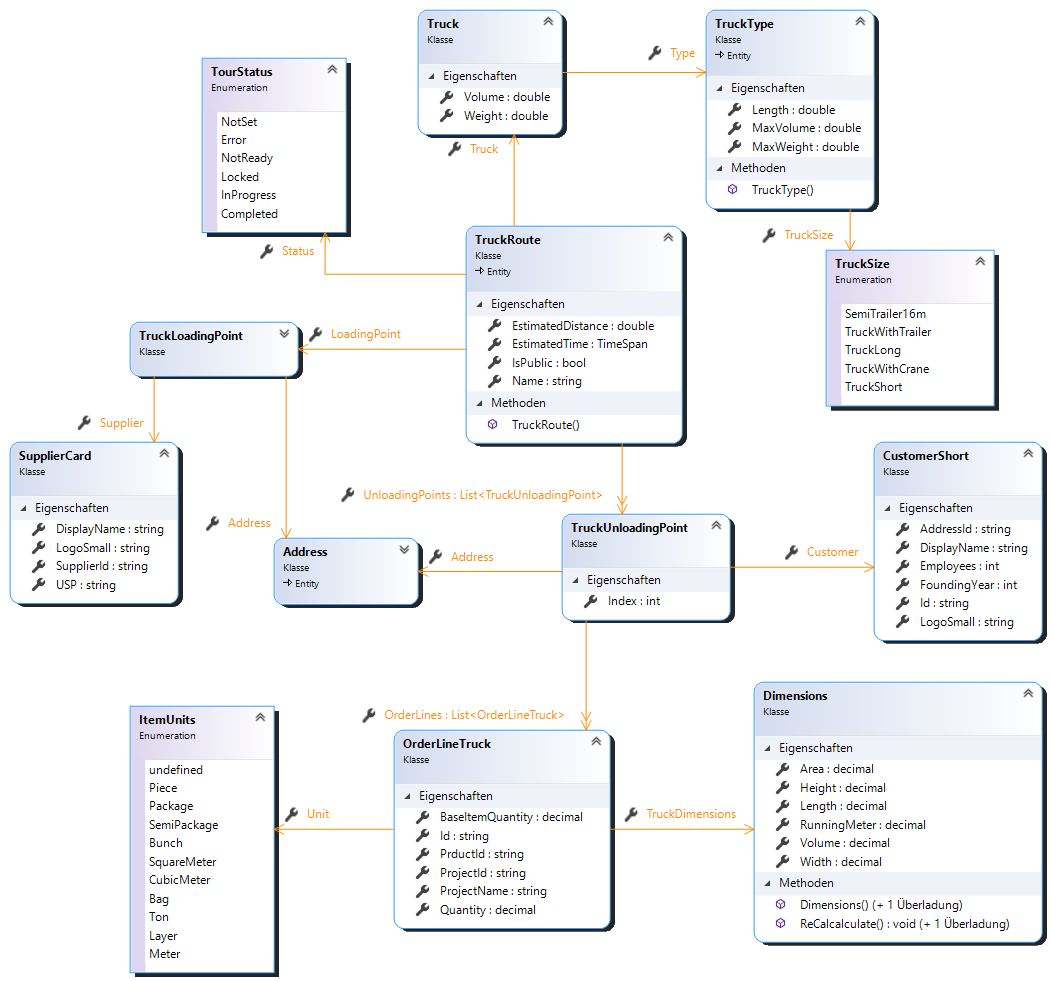 Truck
Klasse
Eigenschaften
Volume : double
Weight : double
Type
TruckType
Klasse
Entity
Eigenschaften
Length : double
MaxVolume : double
MaxWeight : double
Methoden
TruckType()
TourStatus
Enumeration
NotSet
Error
NotReady
Locked
InProgress
Completed
Truck
Status
TruckSize
TruckRoute
Klasse
Entity
Eigenschaften
EstimatedDistance : double
EstimatedTime : TimeSpan
IsPublic : bool
Name : string
Methoden
TruckRoute()
TruckSize
Enumeration
SemiTrailer16m
TruckWithTrailer
TruckLong
TruckWithCrane
TruckShort
TruckLoadingPoint
Klasse
LoadingPoint
Supplier
SupplierCard
Klasse
Eigenschaften
DisplayName : string
LogoSmall : string
SupplierId : string
USP : string
Address
UnloadingPoints : List<TruckUnloadingPoint>
Address
Klasse
Entity
Address
TruckUnloadingPoint
Klasse
Eigenschaften
Index : int
Customer
CustomerShort
Klasse
Eigenschaften
AddressId : string
DisplayName : string
Employees : int
FoundingYear : int
Id : string
LogoSmall : string
OrderLines : List<OrderLineTruck>
ItemUnits
Enumeration
undefined
Piece
Package
SemiPackage
Bunch
SquareMeter
CubicMeter
Bag
Ton
Layer
Meter
Unit
OrderLineTruck
Klasse
Eigenschaften
BaseItemQuantity : decimal
Id : string
PrductId : string
ProjectId : string
ProjectName : string
Quantity : decimal
TruckDimensions
Dimensions
Klasse
Eigenschaften
Area : decimal
Height : decimal
Length : decimal
RunningMeter : decimal
Volume : decimal
Width : decimal
Methoden
Dimensions() (+ 1 Überladung)
ReCalcalculate() : void (+ 1 Überladung)